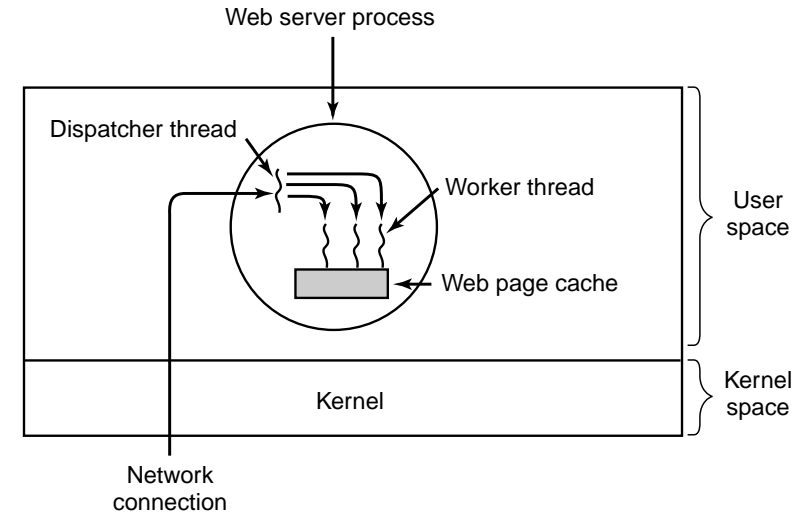 Web server process
Dispatcher thread
Worker thread
User
space
Web page cache
Kernel
Kernel
space
Network
connection